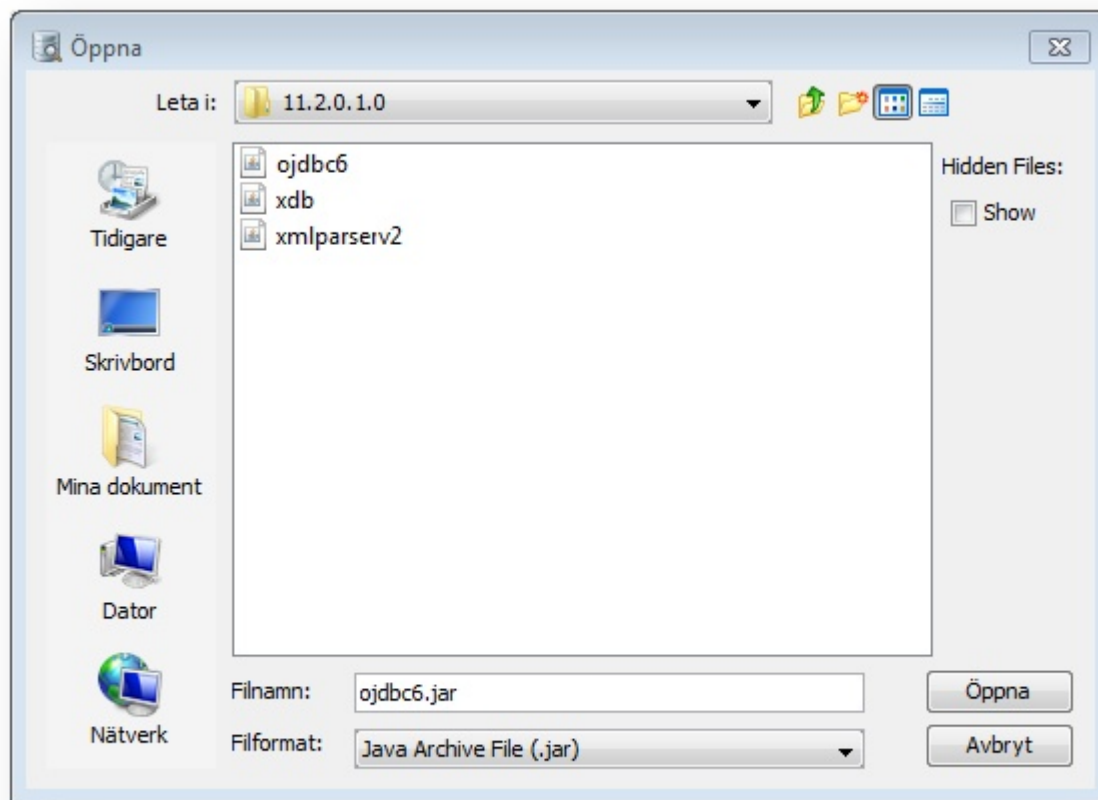 Öppna
Leta i: 11.2.0.1.0
ojdbc6
xdb
xmlparserv2
Hidden Files:
Show
Tidigare
Skrivbord
Mina dokument
Dator
Nätverk
Filnamn: ojdbc6.jar
Öppna
Filformat: Java Archive File (.jar)
Avbryt